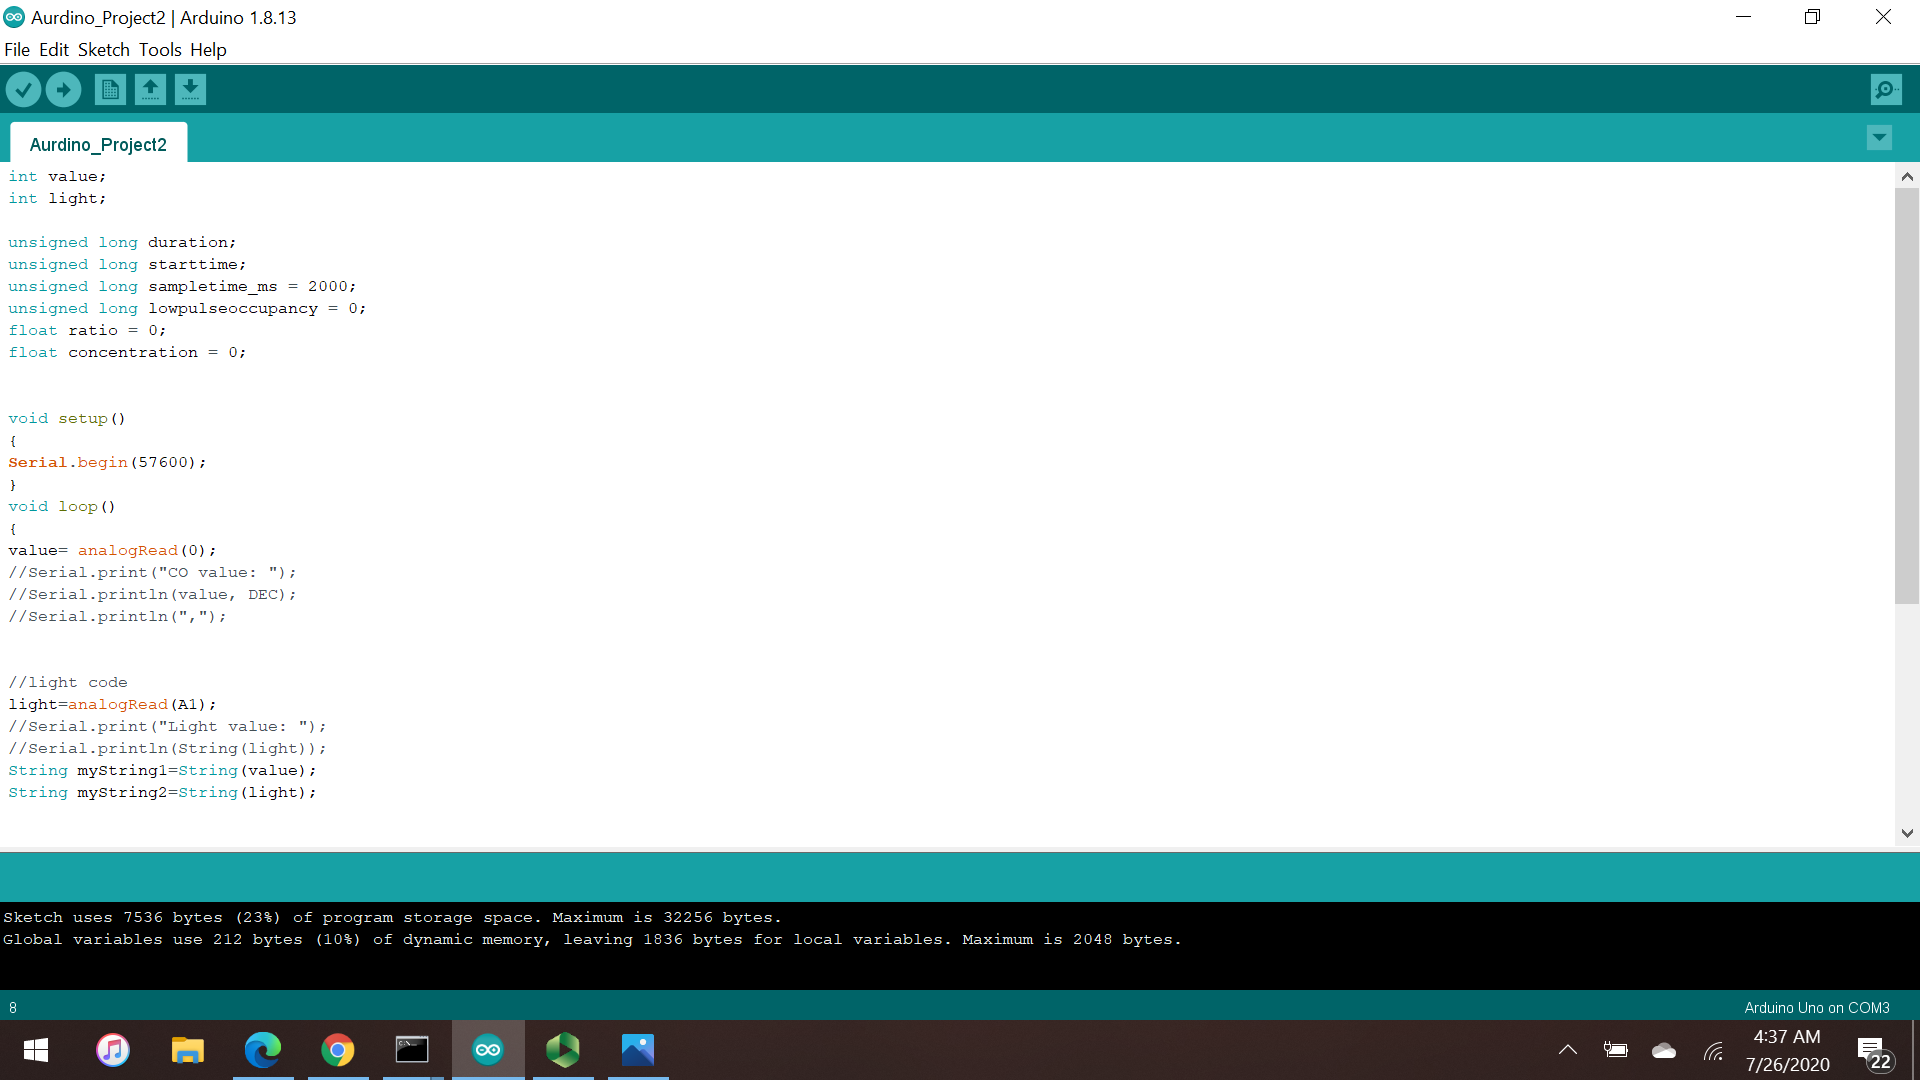 Aurdino_Project2 | Arduino 1.8.13
File Edit Sketch Tools Help
Aurdino_Project2
int value;
int light;
unsigned long duration;
unsigned long starttime;
unsigned long sampletime_ms = 2000;
unsigned long lowpulseoccupancy = 0;
float ratio = 0;
float concentration = 0;
void setup()
{
Serial.begin(57600);
}
void loop()
{
value= analogRead(0);
//Serial.print("CO value: ");
//Serial.println(value, DEC);
//Serial.println(",");
//light code
light=analogRead(A1);
//Serial.print("Light value: ");
//Serial.println(String(light));
String myString1=String(value);
String myString2=String(light);
Sketch uses 7536 bytes (23%) of program storage space. Maximum is 32256 bytes.
Global variables use 212 bytes (10%) of dynamic memory, leaving 1836 bytes for local variables. Maximum is 2048 bytes.
8
Arduino Uno on COM3
4:37 AM
7/26/2020
22